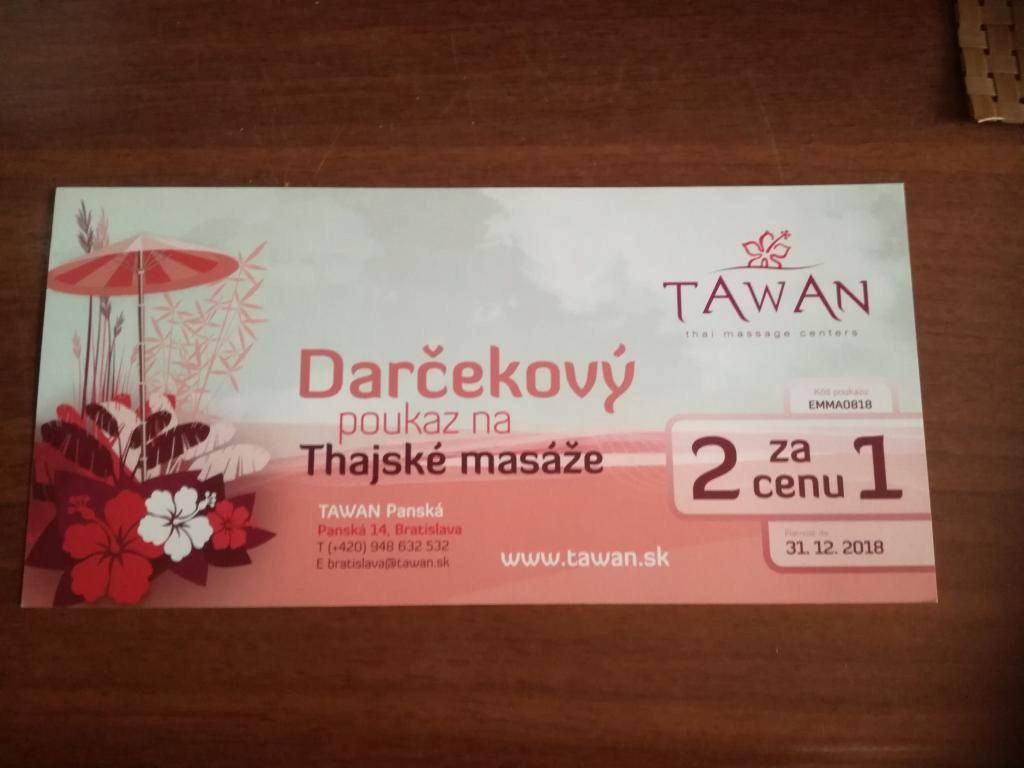 TAWAN
thai massage centers
Darčekový
poukaz na
Thajské masáže
Kód poukazu:
EMMA0818
2 za cenu 1
Platnosť do:
31. 12. 2018
TAWAN Panská
Panská 14, Bratislava
T (+420) 948 632 532
E bratislava@tawan.sk
www.tawan.sk